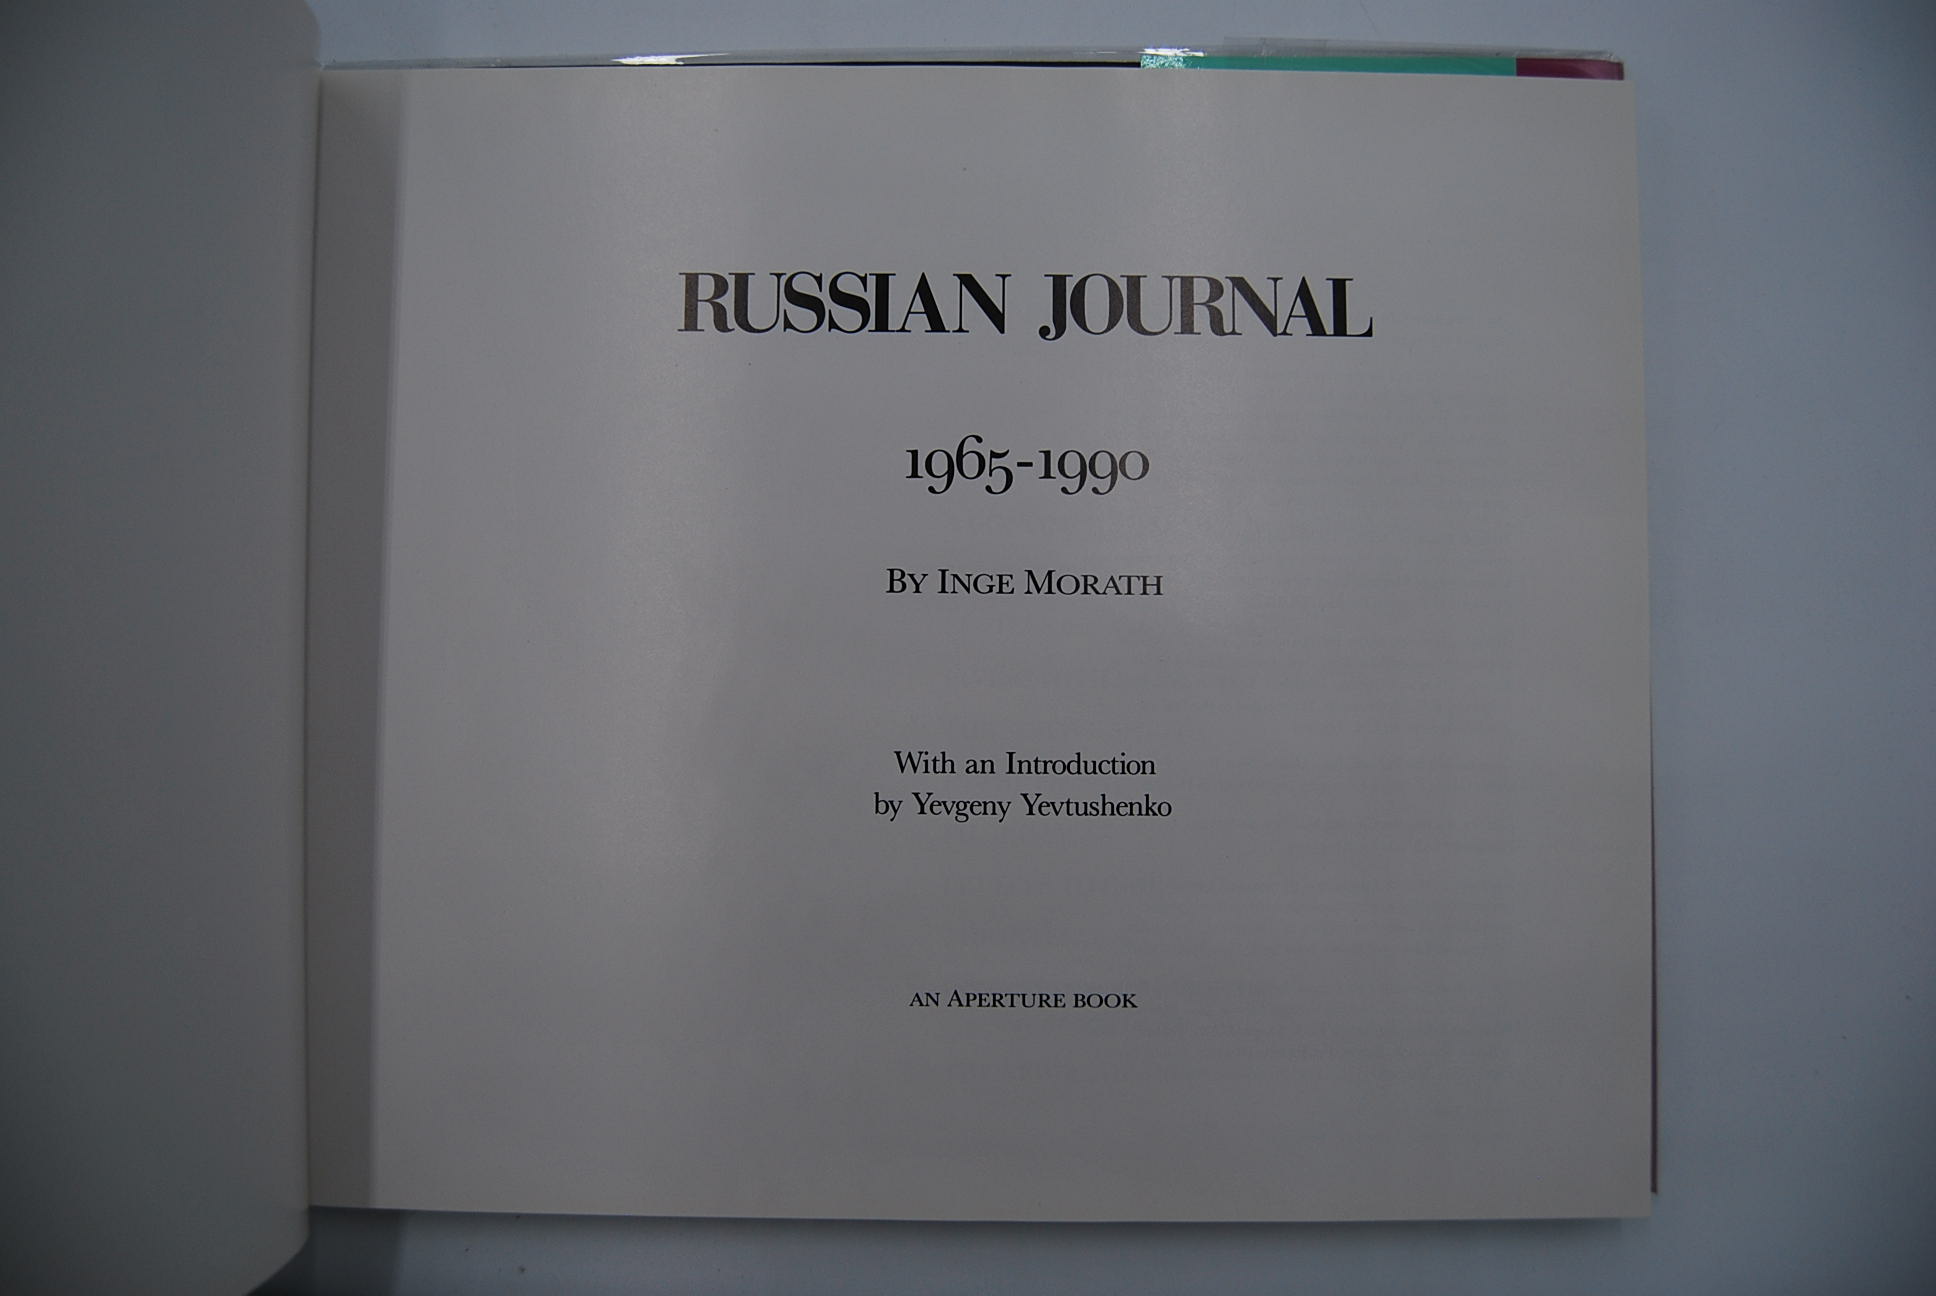 RUSSIAN JOURNAL
1965-1990
BY INGE MORATH
With an Introduction
by Yevgeny Yevtushenko
AN APERTURE BOOK